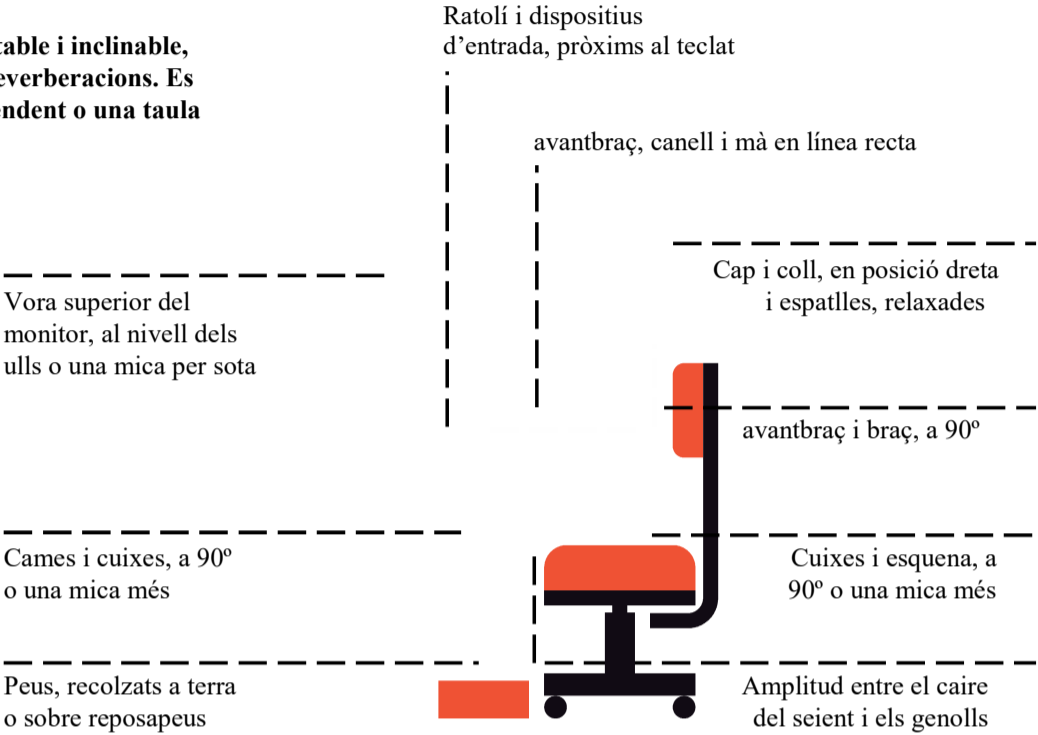 Ratolí i dispositius
d’entrada, pròxims al teclat
table i inclinable,
everberacions. Es
endent o una taula
avantbraç, canell i mà en línea recta
Cap i coll, en posició dreta
i espatlles, relaxades
Vora superior del
monitor, al nivell dels
ulls o una mica per sota
avantbraç i braç, a 90º
Cames i cuixes, a 90º
o una mica més
Cuixes i esquena, a
90º o una mica més
Peus, recolzats a terra
o sobre reposapeus
Amplitud entre el caire
del seient i els genolls